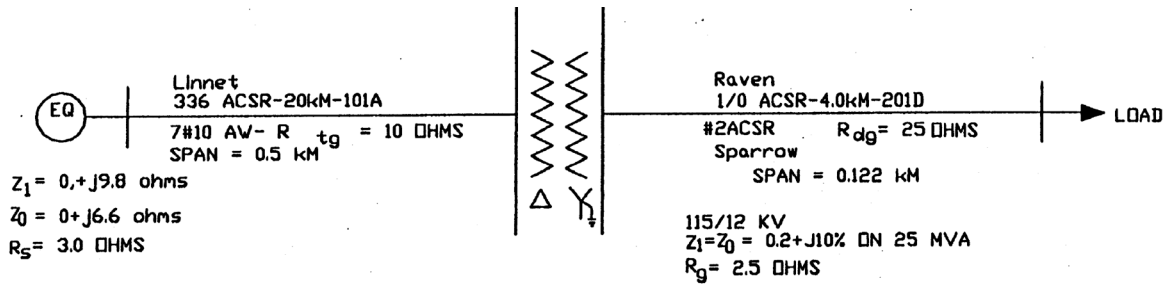 EQ
LInnet
336 ACSR-20kM-101A
7#10 AW- R tg = 10 OHMS
SPAN = 0.5 kM
Z1= 0,+J9.8 ohms
Z0 = 0+J6.6 ohms
RS= 3.0 OHMS
Δ
Raven
1/0 ACSR-4.0kM-201D
#2ACSR Rdg= 25 OHMS
Sparrow
SPAN = 0.122 kM
LOAD
115/12 KV
Z1=Z0 = 0.2+J10% ON 25 MVA
Rg= 2.5 OHMS